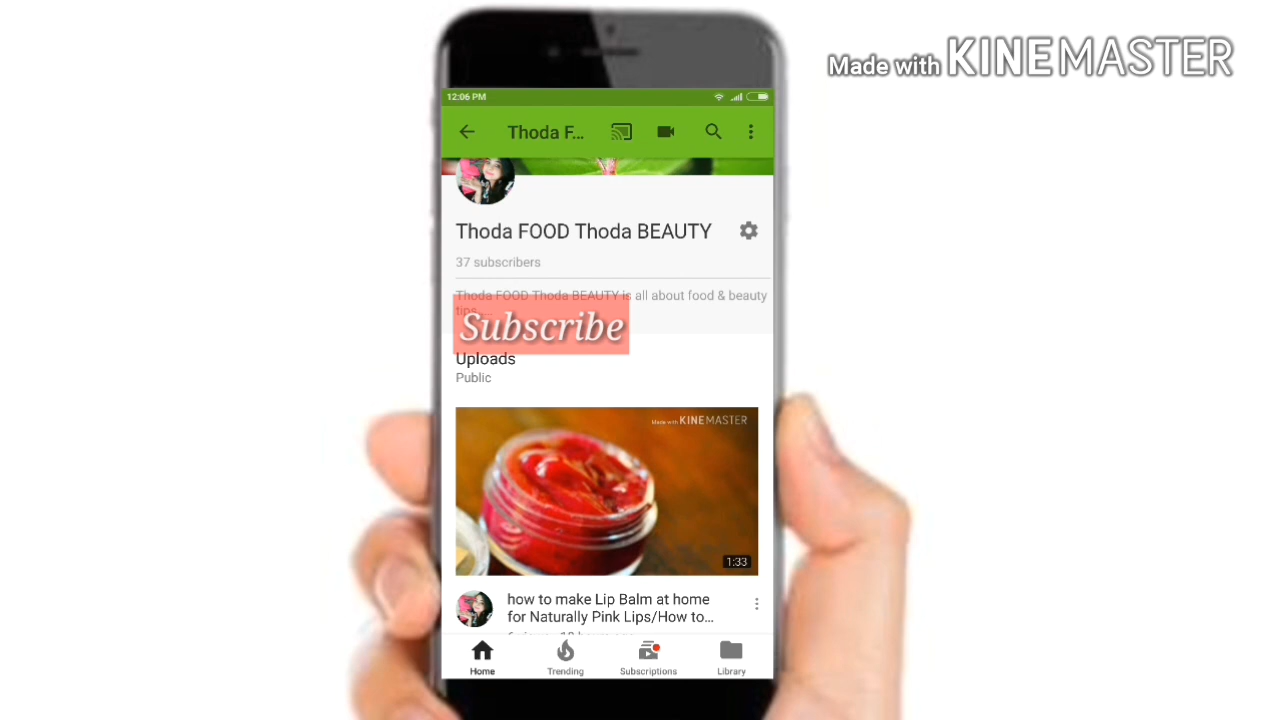 Made with KINEMASTER
12:06 PM
Thoda F...
Thoda FOOD Thoda BEAUTY
37 subscribers
Thoda FOOD Thoda BEAUTY is all about food & beauty
tips....
Subscribe
Uploads
Public
Made with KINEMASTER
1:33
how to make Lip Balm at home
for Naturally Pink Lips/How to...
Home
Trending
Subscriptions
Library